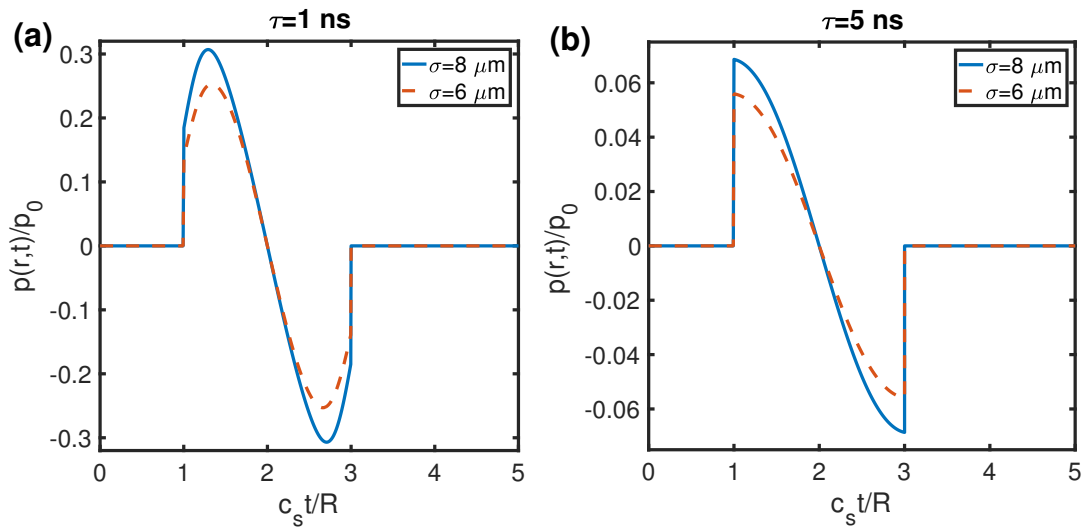 (a)
τ=1 ns
σ=8 μm
σ=6 μm
p(r,t)/p0
0.3
0.2
0.1
0
-0.1
-0.2
-0.3
0 1 2 3 4 5
cst/R
(b)
τ=5 ns
σ=8 μm
σ=6 μm
p(r,t)/p0
0.06
0.04
0.02
0
-0.02
-0.04
-0.06
0 1 2 3 4 5
cst/R